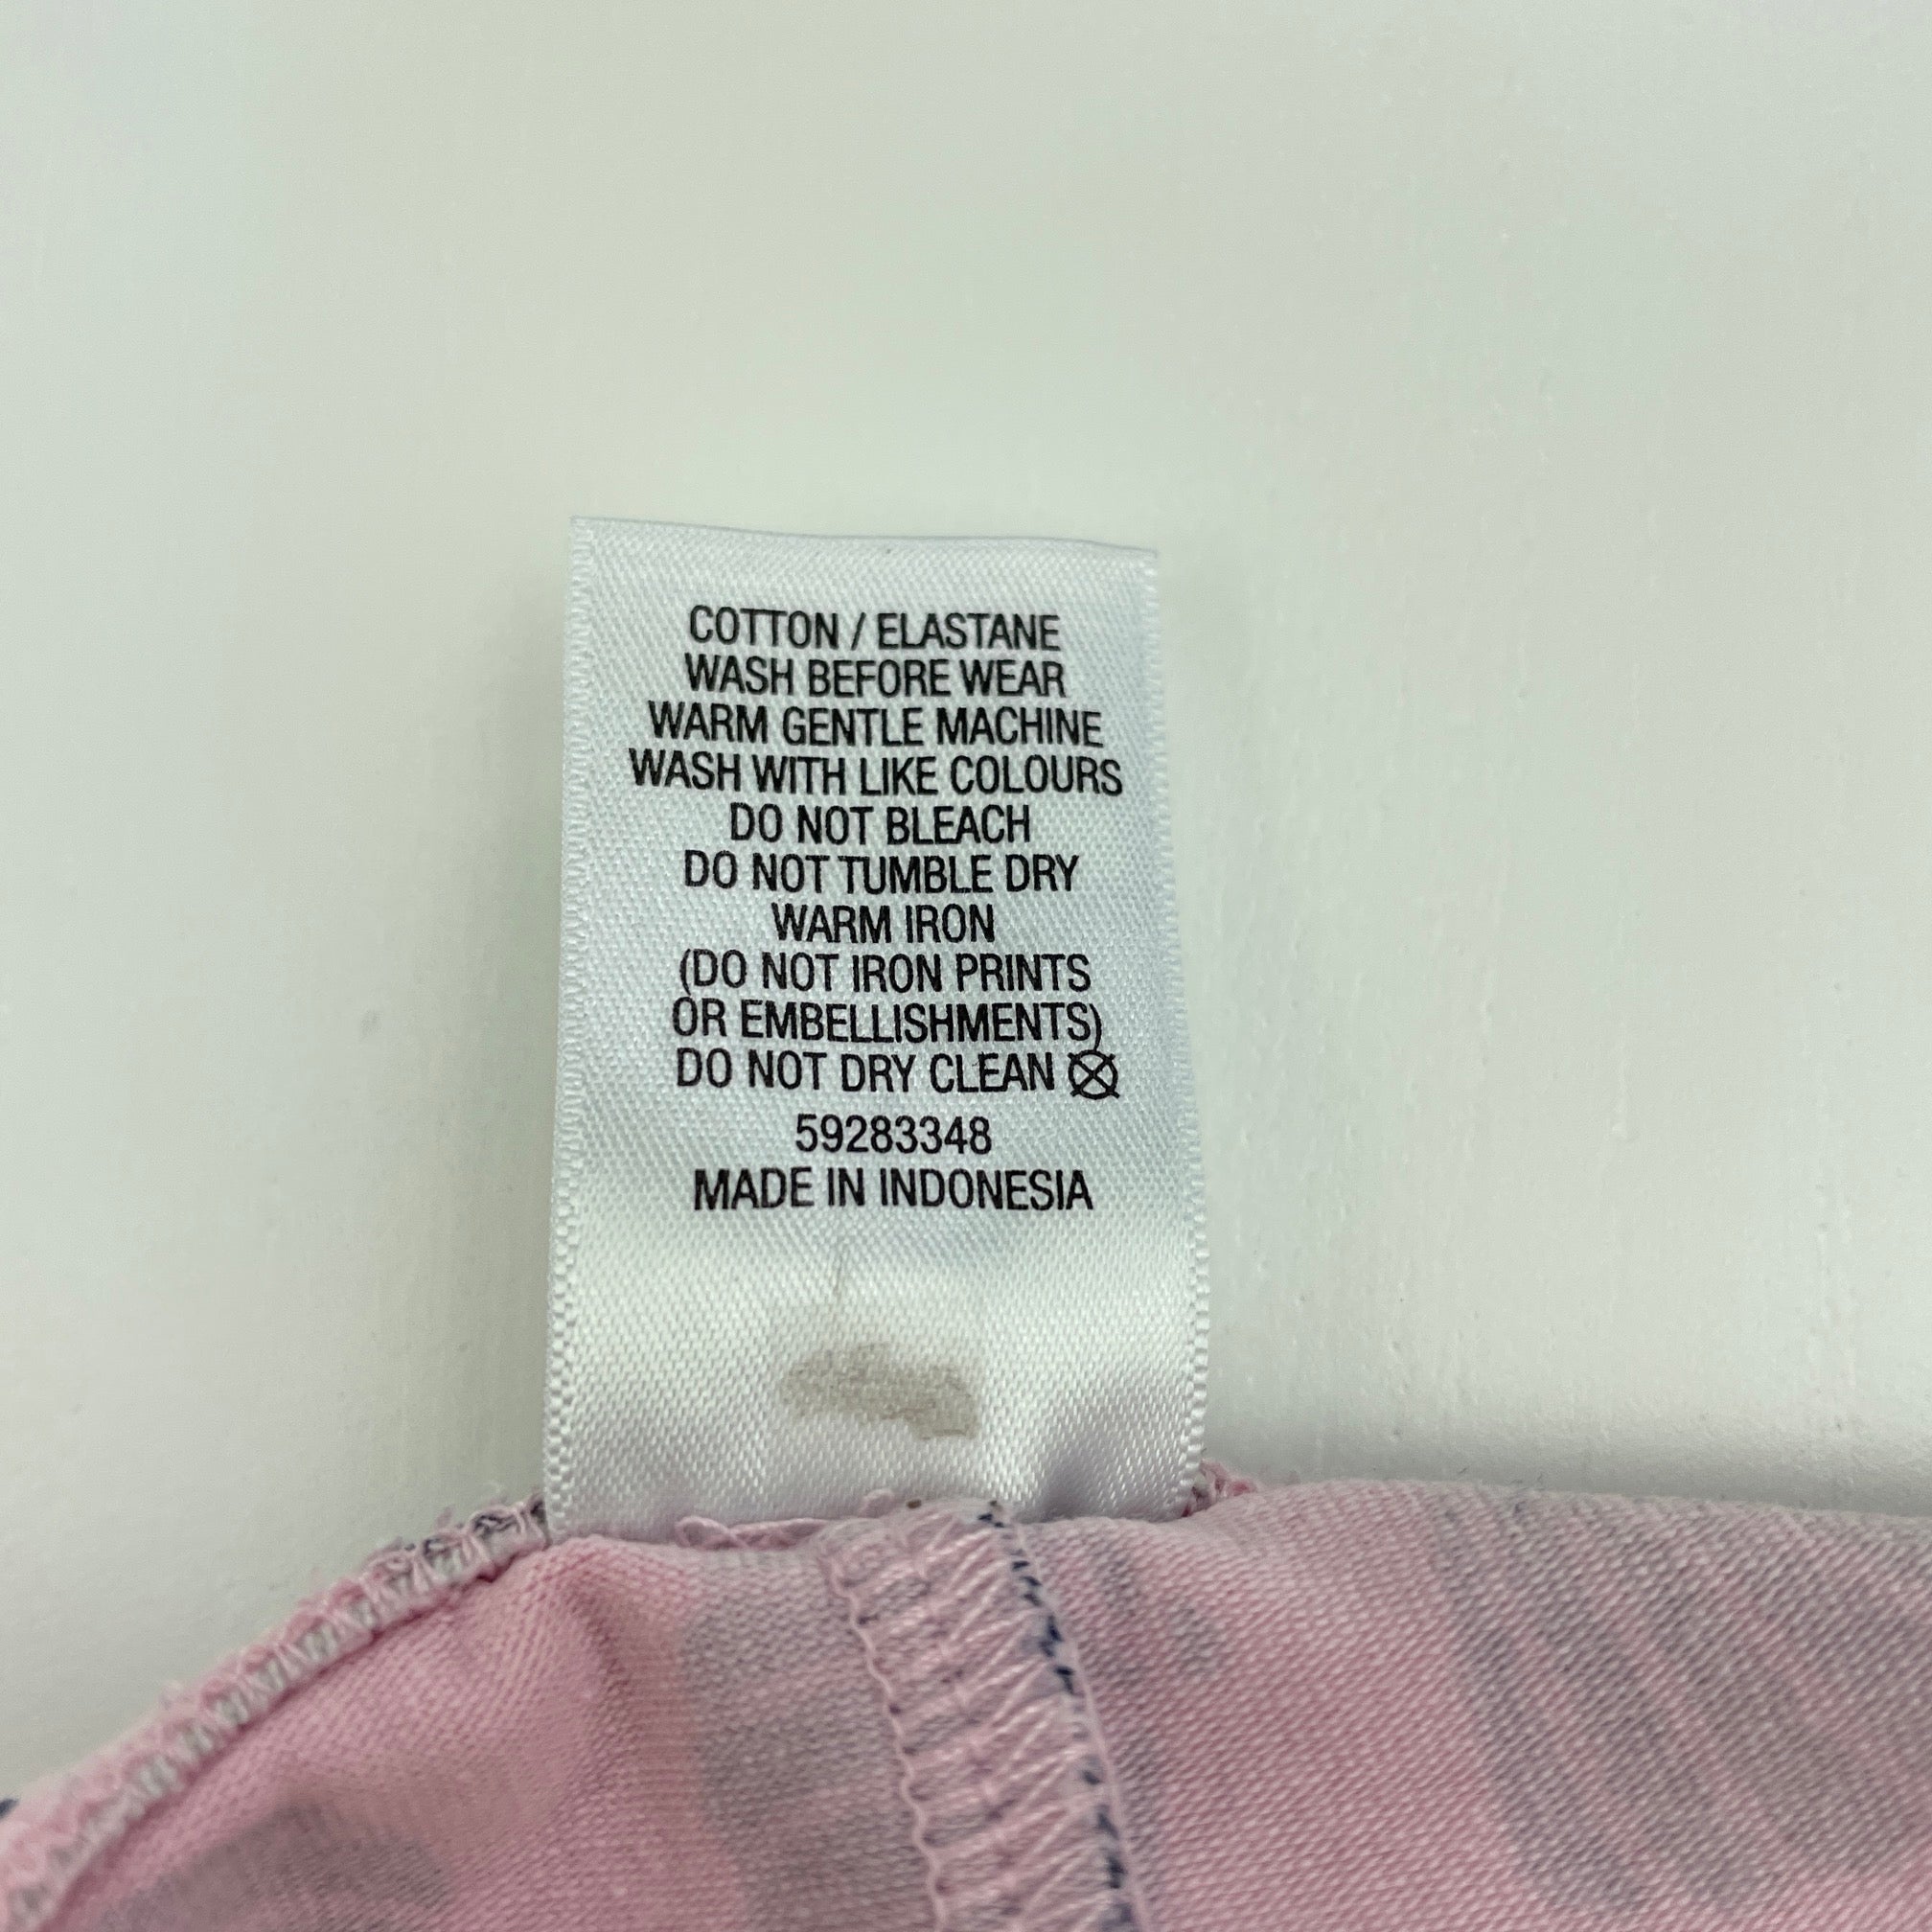 COTTON / ELASTANE
WASH BEFORE WEAR
WARM GENTLE MACHINE
WASH WITH LIKE COLOURS
DO NOT BLEACH
DO NOT TUMBLE DRY
WARM IRON
(DO NOT IRON PRINTS
OR EMBELLISHMENTS)
DO NOT DRY CLEAN
59283348
MADE IN INDONESIA